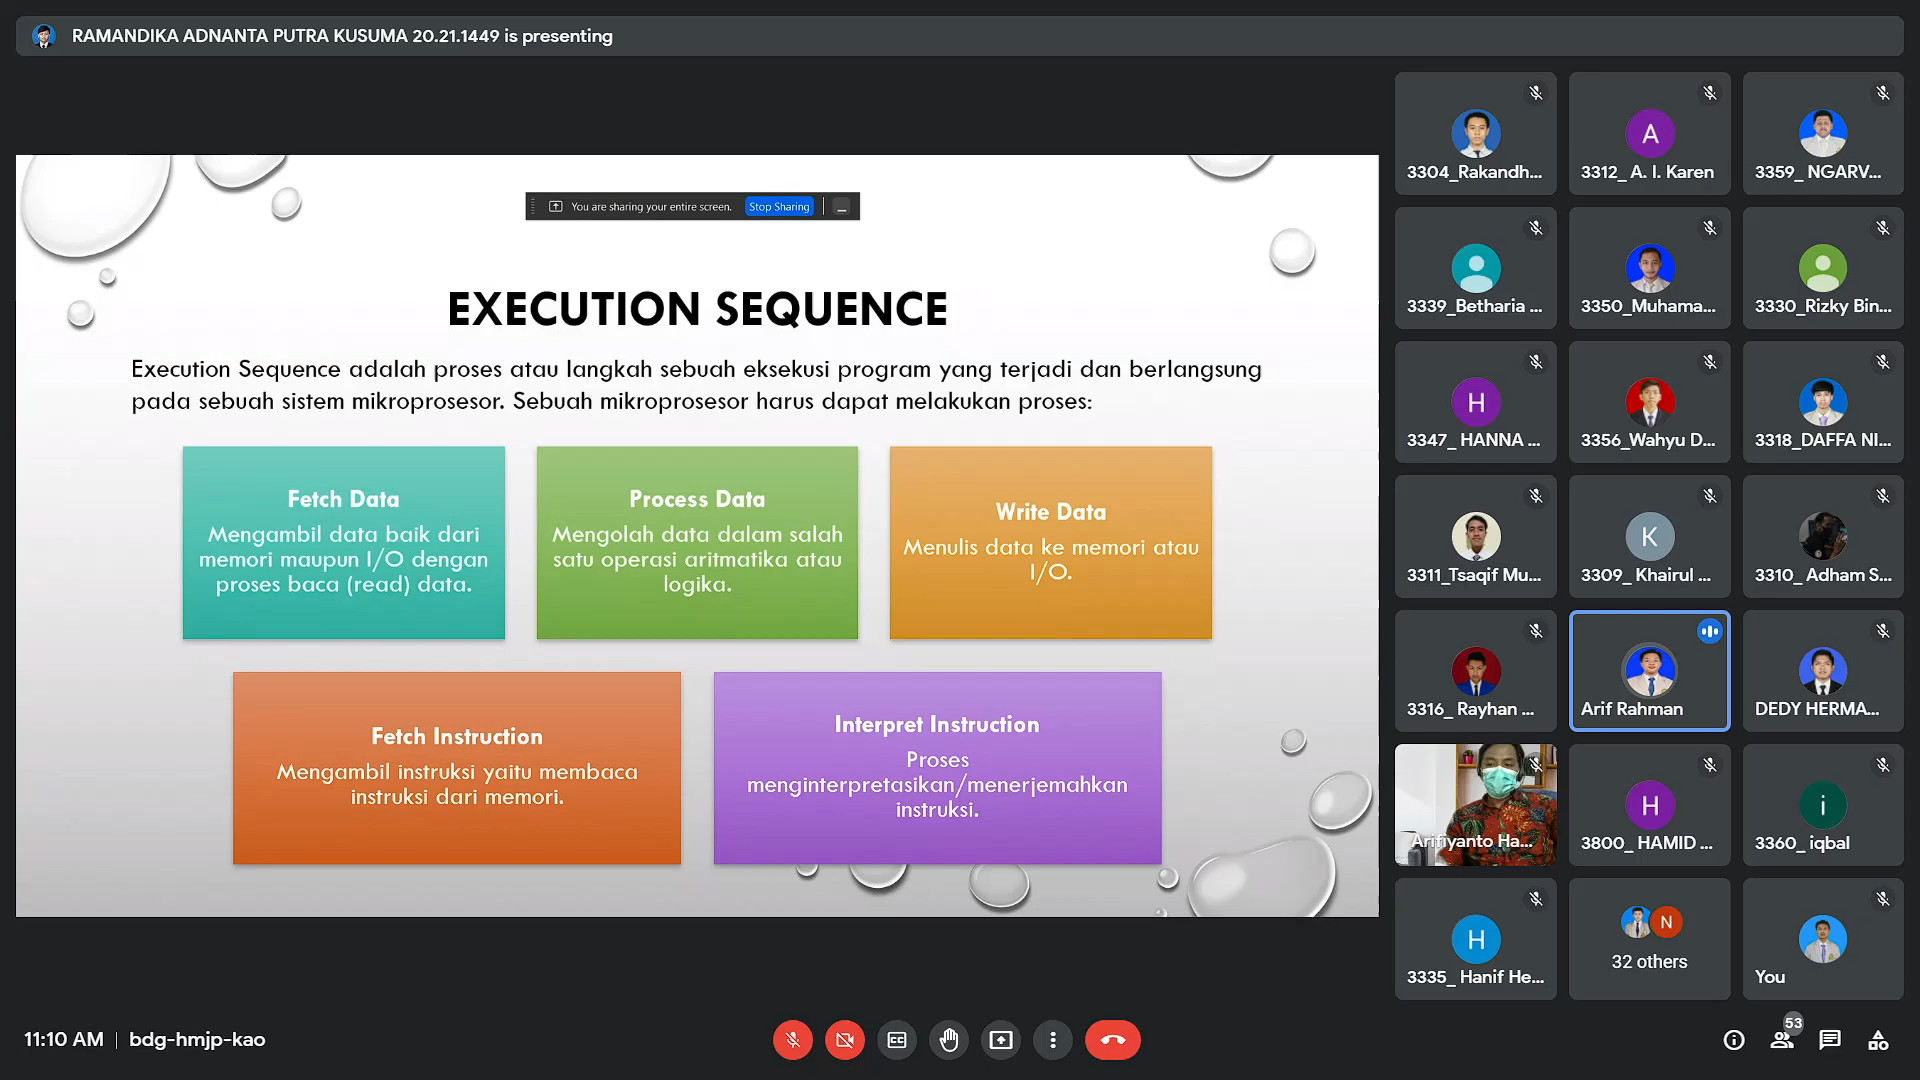 RAMANDIKA ADNANTA PUTRA KUSUMA 20.21.1449 is presenting
You are sharing your entire screen. Stop Sharing
EXECUTION SEQUENCE
Execution Sequence adalah proses atau langkah sebuah eksekusi program yang terjadi dan berlangsung
pada sebuah sistem mikroprosesor. Sebuah mikroprosesor harus dapat melakukan proses:
Fetch Data
Mengambil data baik dari
memori maupun I/O dengan
proses baca (read) data.
Process Data
Mengolah data dalam salah
satu operasi aritmatika atau
logika.
Write Data
Menulis data ke memori atau
I/O.
Fetch Instruction
Mengambil instruksi yaitu membaca
instruksi dari memori.
Interpret Instruction
Proses
menginterpretasikan/menerjemahkan
instruksi.
3304_Rakandh...
A
3312_ A. I. Karen
3359_ NGARV...
3339_Betharia ...
3350_Muhama...
3330_Rizky Bin...
H
3347_ HANNA ...
3356_Wahyu D...
3318_DAFFA NI...
3311_Tsaqif Mu...
K
3309_ Khairul ...
3310_ Adham S...
3316_ Rayhan ...
Arif Rahman
DEDY HERMA...
Arifiyanto Ha...
H
3800_ HAMID ...
i
3360_ iqbal
H
3335_ Hanif He...
N
32 others
You
11:10 AM | bdg-hmjp-kao
53